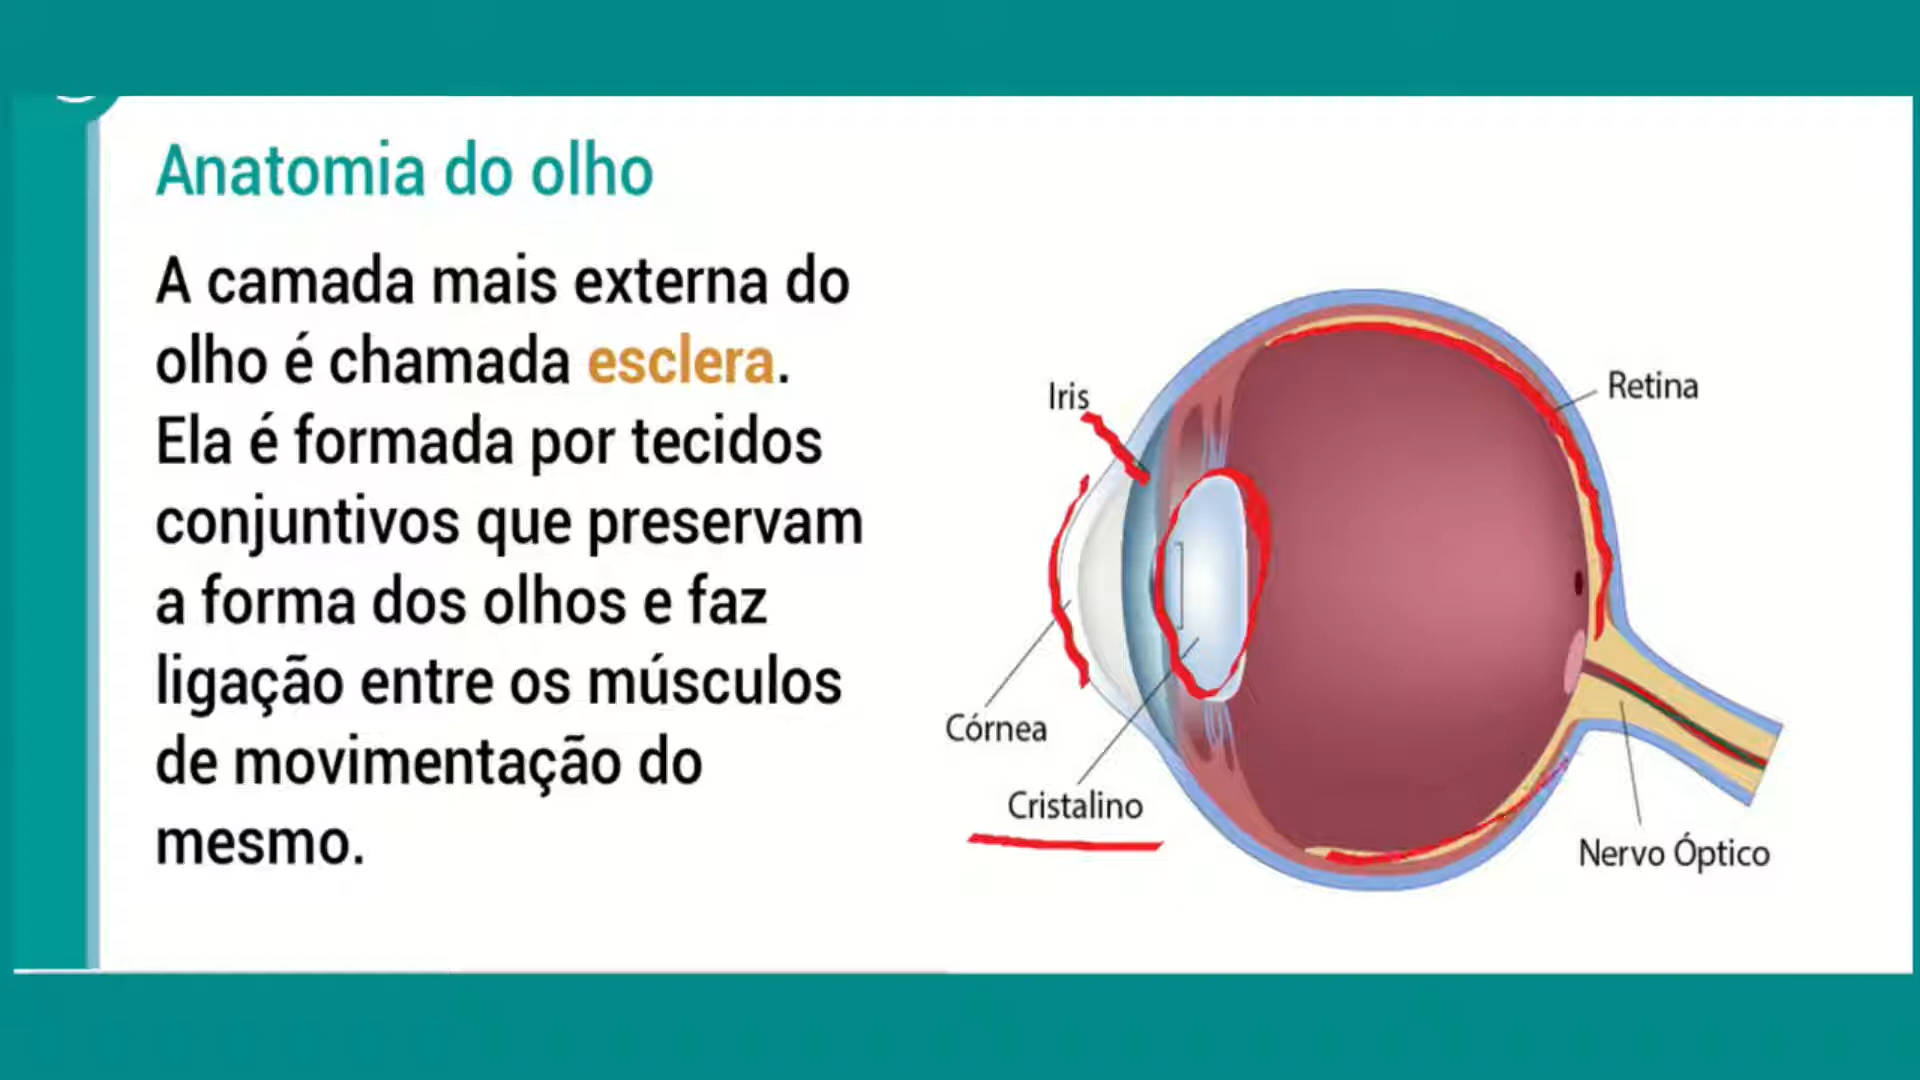 Anatomia do olho
A camada mais externa do
olho é chamada esclera.
Ela é formada por tecidos
conjuntivos que preservam
a forma dos olhos e faz
ligação entre os músculos
de movimentação do
mesmo.
Iris
Retina
Córnea
Cristalino
Nervo Óptico